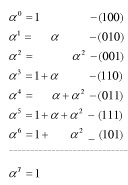 α⁰ = 1 -(100)
α¹ = α -(010)
α² = α² -(001)
α³ = 1 + α -(110)
α⁴ = α + α² -(011)
α⁵ = 1 + α + α² -(111)
α⁶ = 1 + α² -(101)
α⁷ = 1